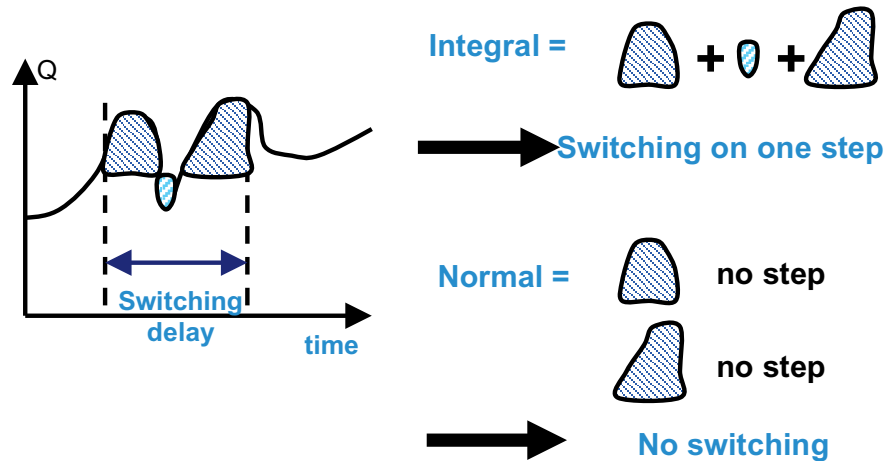 Q
Switching
delay
time
Integral =
+ +
Switching on one step
Normal =
no step
no step
No switching